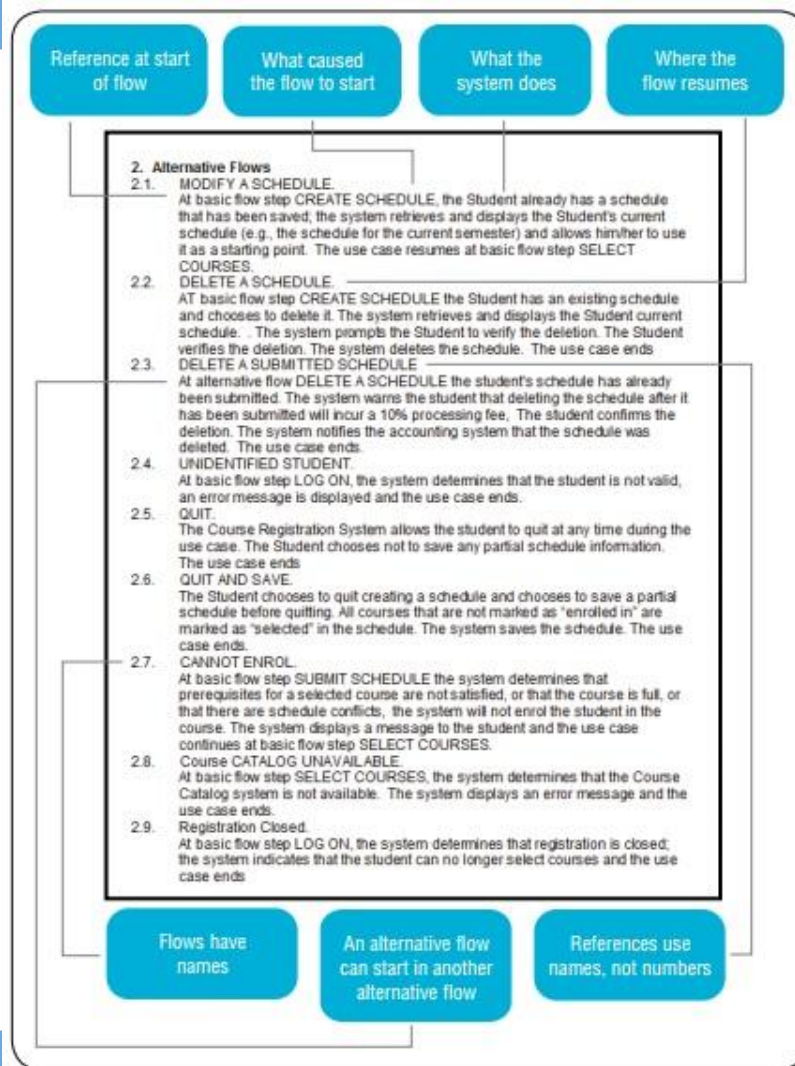 Reference at start
of flow
What caused
the flow to start
What the
system does
Where the
flow resumes
2. Alternative Flows
2.1. MODIFY A SCHEDULE.
At basic flow step CREATE SCHEDULE, the Student already has a schedule
that has been saved; the system retrieves and displays the Student's current
schedule (e.g., the schedule for the current semester) and allows him/her to use
it as a starting point. The use case resumes at basic flow step SELECT
COURSES.
2.2. DELETE A SCHEDULE.
AT basic flow step CREATE SCHEDULE the Student has an existing schedule
and chooses to delete it. The system retrieves and displays the Student current
schedule. . The system prompts the Student to verify the deletion. The Student
verifies the deletion. The system deletes the schedule. The use case ends
2.3. DELETE A SUBMITTED SCHEDULE
At alternative flow DELETE A SCHEDULE the student's schedule has already
been submitted. The system warns the student that deleting the schedule after it
has been submitted will incur a 10% processing fee, The student confirms the
deletion. The system notifies the accounting system that the schedule was
deleted. The use case ends.
2.4. UNIDENTIFIED STUDENT.
At basic flow step LOG ON, the system determines that the student is not valid,
an error message is displayed and the use case ends.
2.5. QUIT.
The Course Registration System allows the student to quit at any time during the
use case. The Student chooses not to save any partial schedule information.
The use case ends
2.6. QUIT AND SAVE.
The Student chooses to quit creating a schedule and chooses to save a partial
schedule before quitting. All courses that are not marked as “enrolled in” are
marked as “selected” in the schedule. The system saves the schedule. The use
case ends.
2.7. CANNOT ENROL.
At basic flow step SUBMIT SCHEDULE the system determines that
prerequisites for a selected course are not satisfied, or that the course is full, or
that there are schedule conflicts, the system will not enrol the student in the
course. The system displays a message to the student and the use case
continues at basic flow step SELECT COURSES.
2.8. Course CATALOG UNAVAILABLE.
At basic flow step SELECT COURSES, the system determines that the Course
Catalog system is not available. The system displays an error message and the
use case ends.
2.9. Registration Closed.
At basic flow step LOG ON, the system determines that registration is closed;
the system indicates that the student can no longer select courses and the use
case ends
Flows have
names
An alternative flow
can start in another
alternative flow
References use
names, not numbers